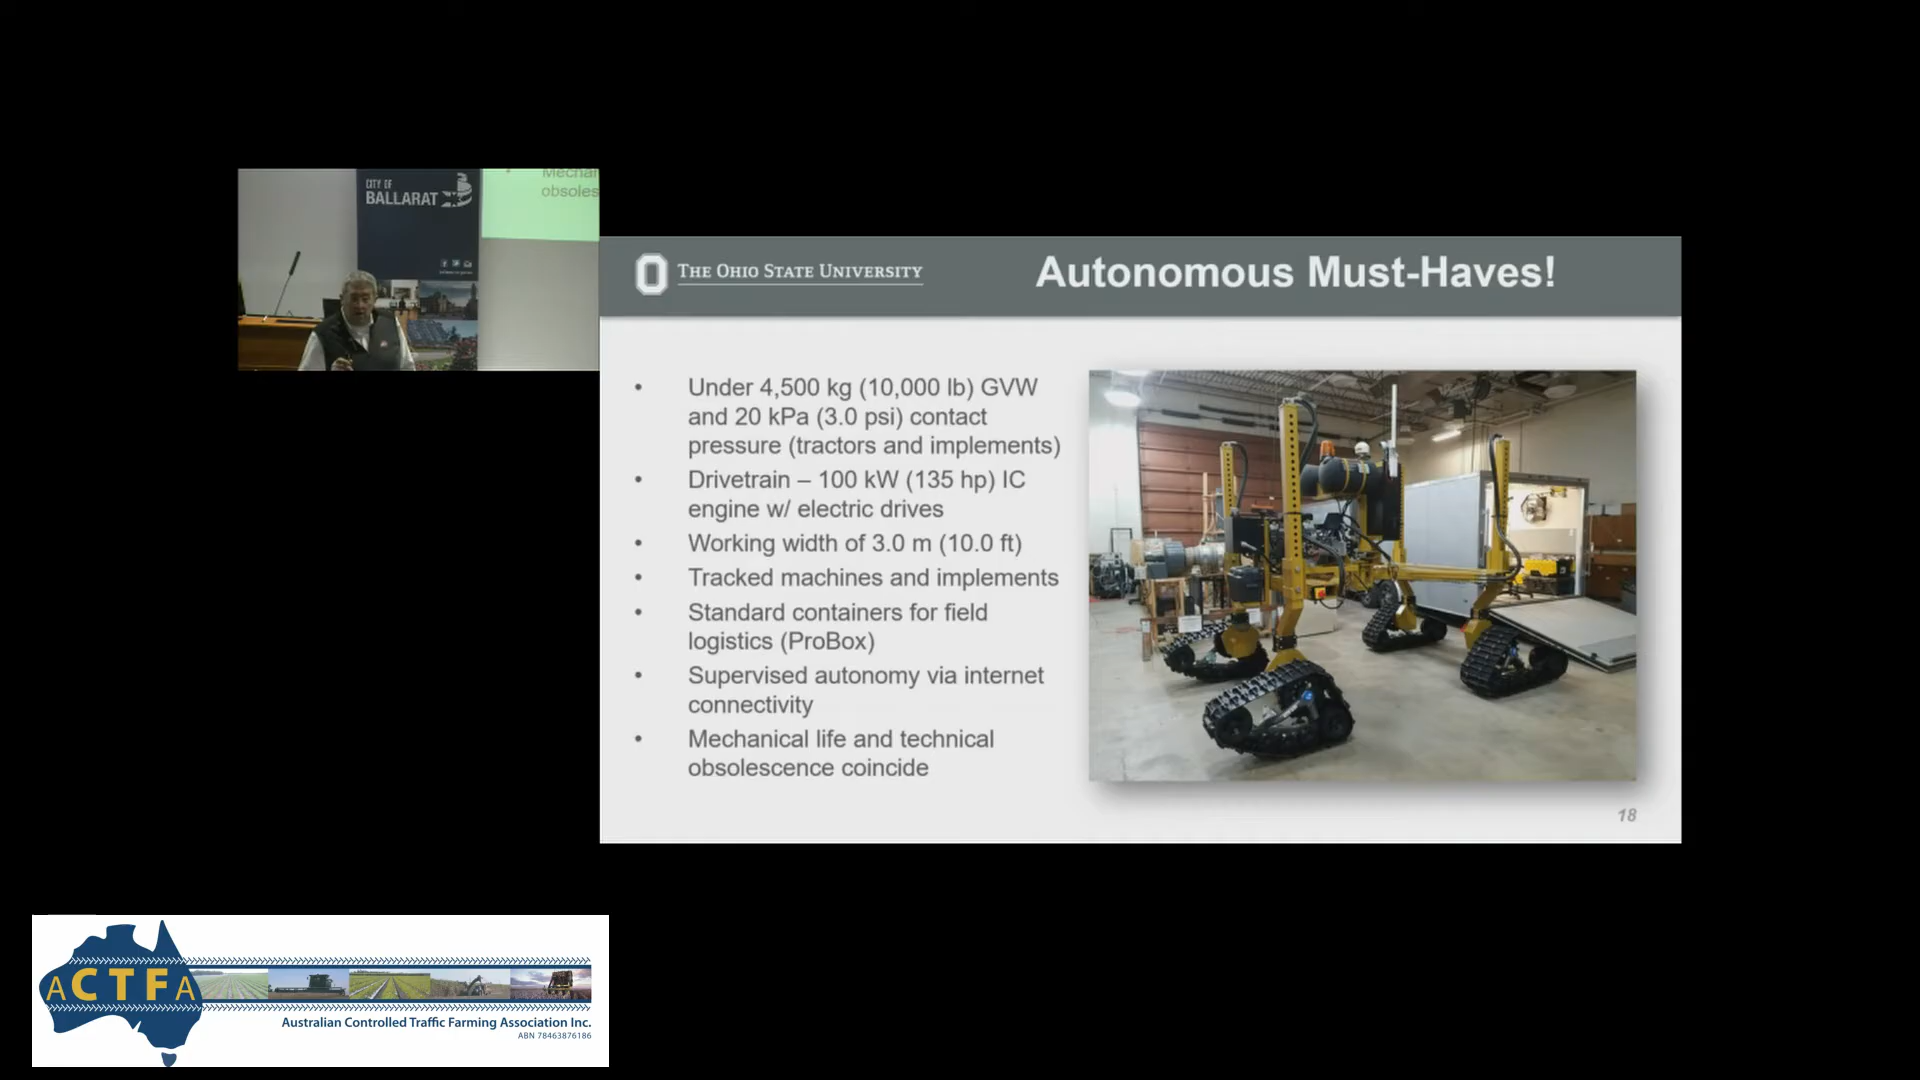 CITY OF
BALLARAT
Mechan
obsoles
THE OHIO STATE UNIVERSITY
Autonomous Must-Haves!
• Under 4,500 kg (10,000 lb) GVW
and 20 kPa (3.0 psi) contact
pressure (tractors and implements)
• Drivetrain – 100 kW (135 hp) IC
engine w/ electric drives
• Working width of 3.0 m (10.0 ft)
• Tracked machines and implements
• Standard containers for field
logistics (ProBox)
• Supervised autonomy via internet
connectivity
• Mechanical life and technical
obsolescence coincide
18
ACTFA
Australian Controlled Traffic Farming Association Inc.
ABN 78463876186